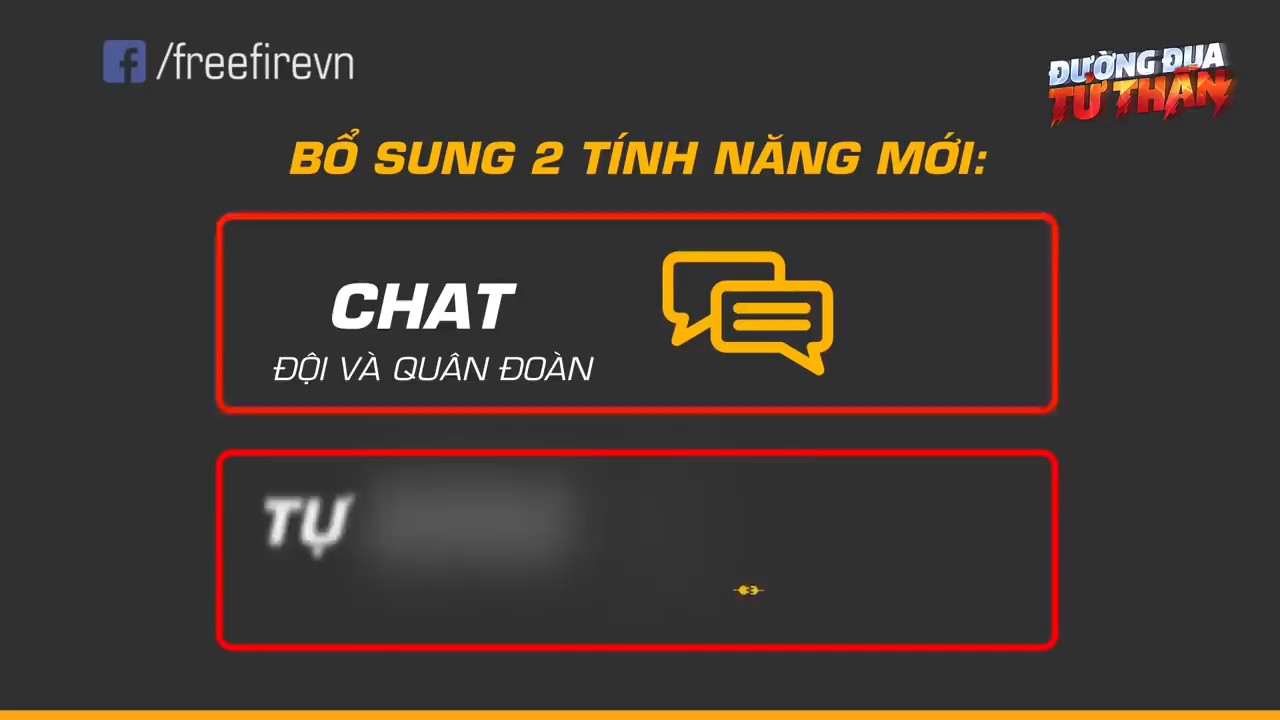 /freefirevn
ĐƯỜNG ĐUA
TỬ THẦN
BỔ SUNG 2 TÍNH NĂNG MỚI:
CHAT
ĐỘI VÀ QUÂN ĐOÀN
TỰ